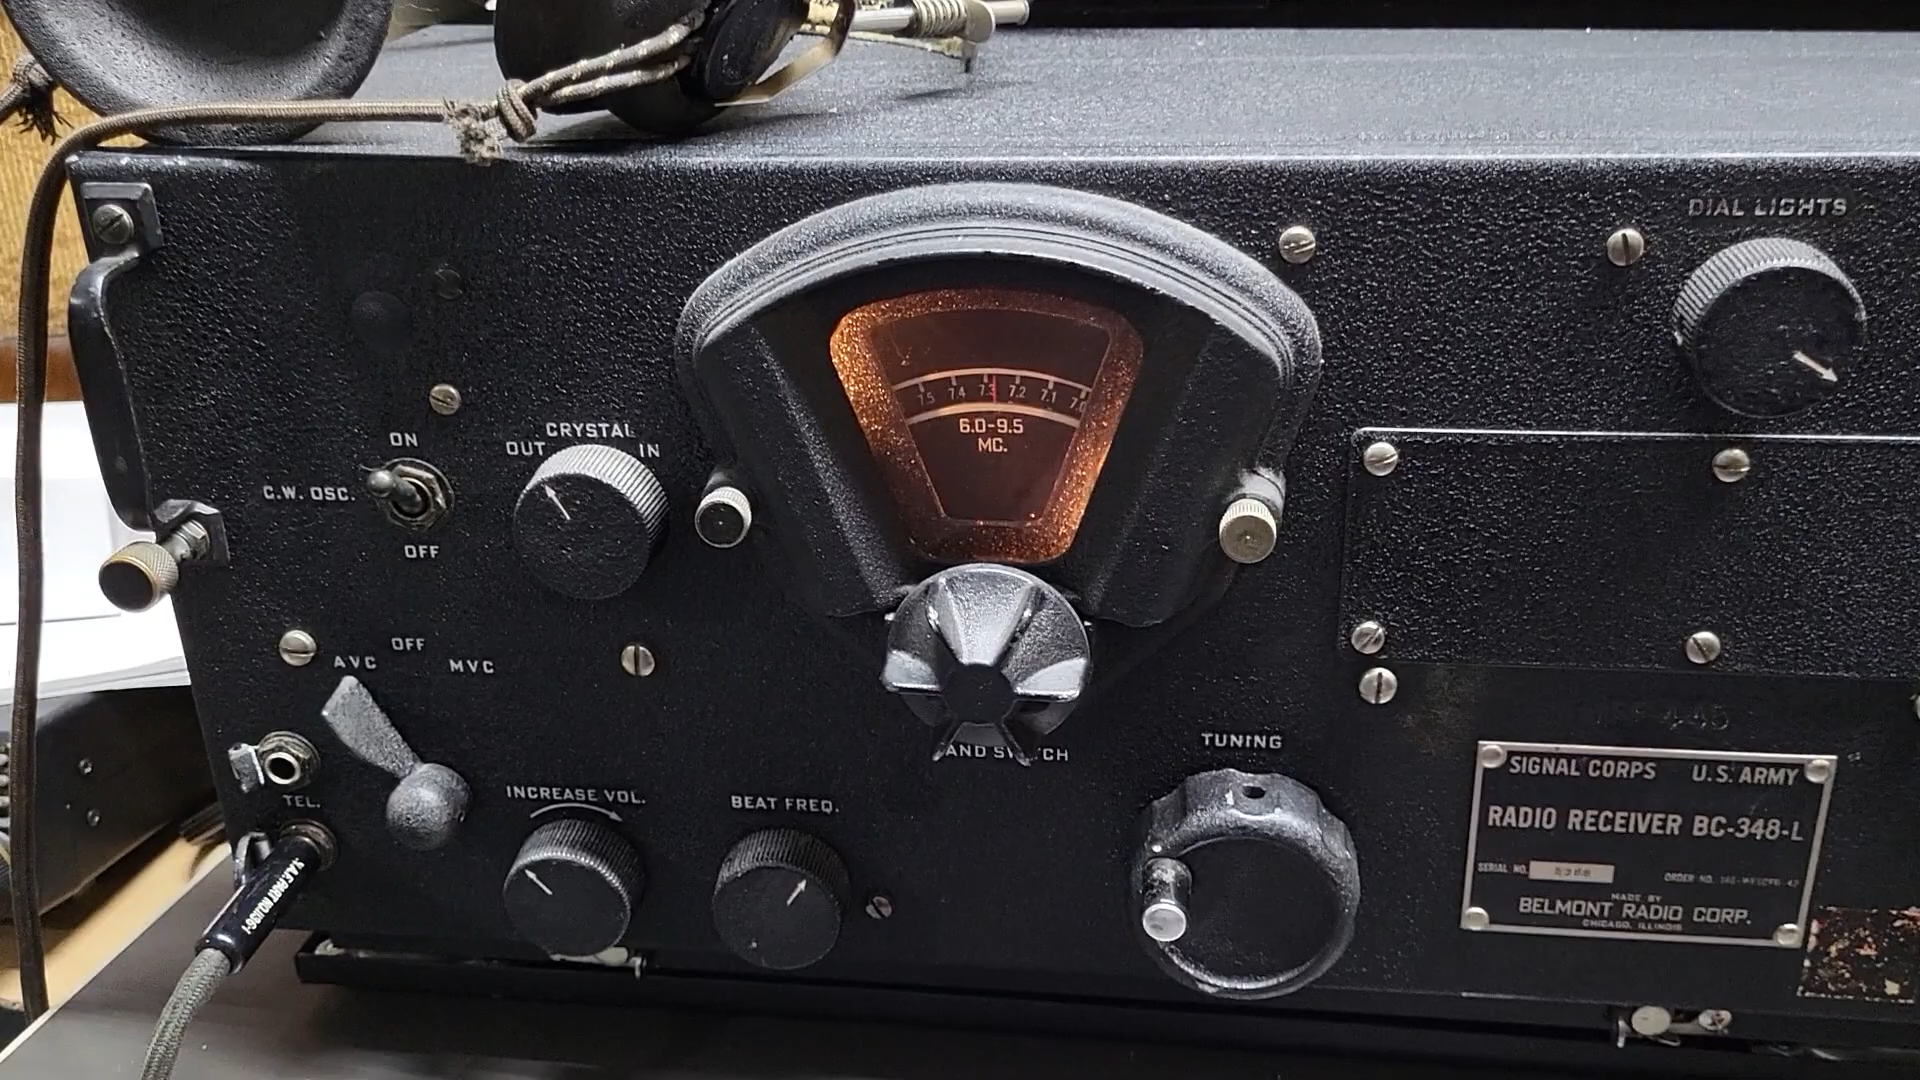 DIAL LIGHTS
7.5 7.4 7.3 7.2 7.1
6.0-9.5
MC.
ON
C.W. OSC.
OFF
CRYSTAL
OUT IN
OFF
AVC MVC
TEL.
INCREASE VOL.
BEAT FREQ.
TUNING
SIGNAL CORPS U.S. ARMY
RADIO RECEIVER BC-348-L
SERIAL NO.
ORDER NO.
MADE BY
BELMONT RADIO CORP.
CHICAGO, ILLINOIS